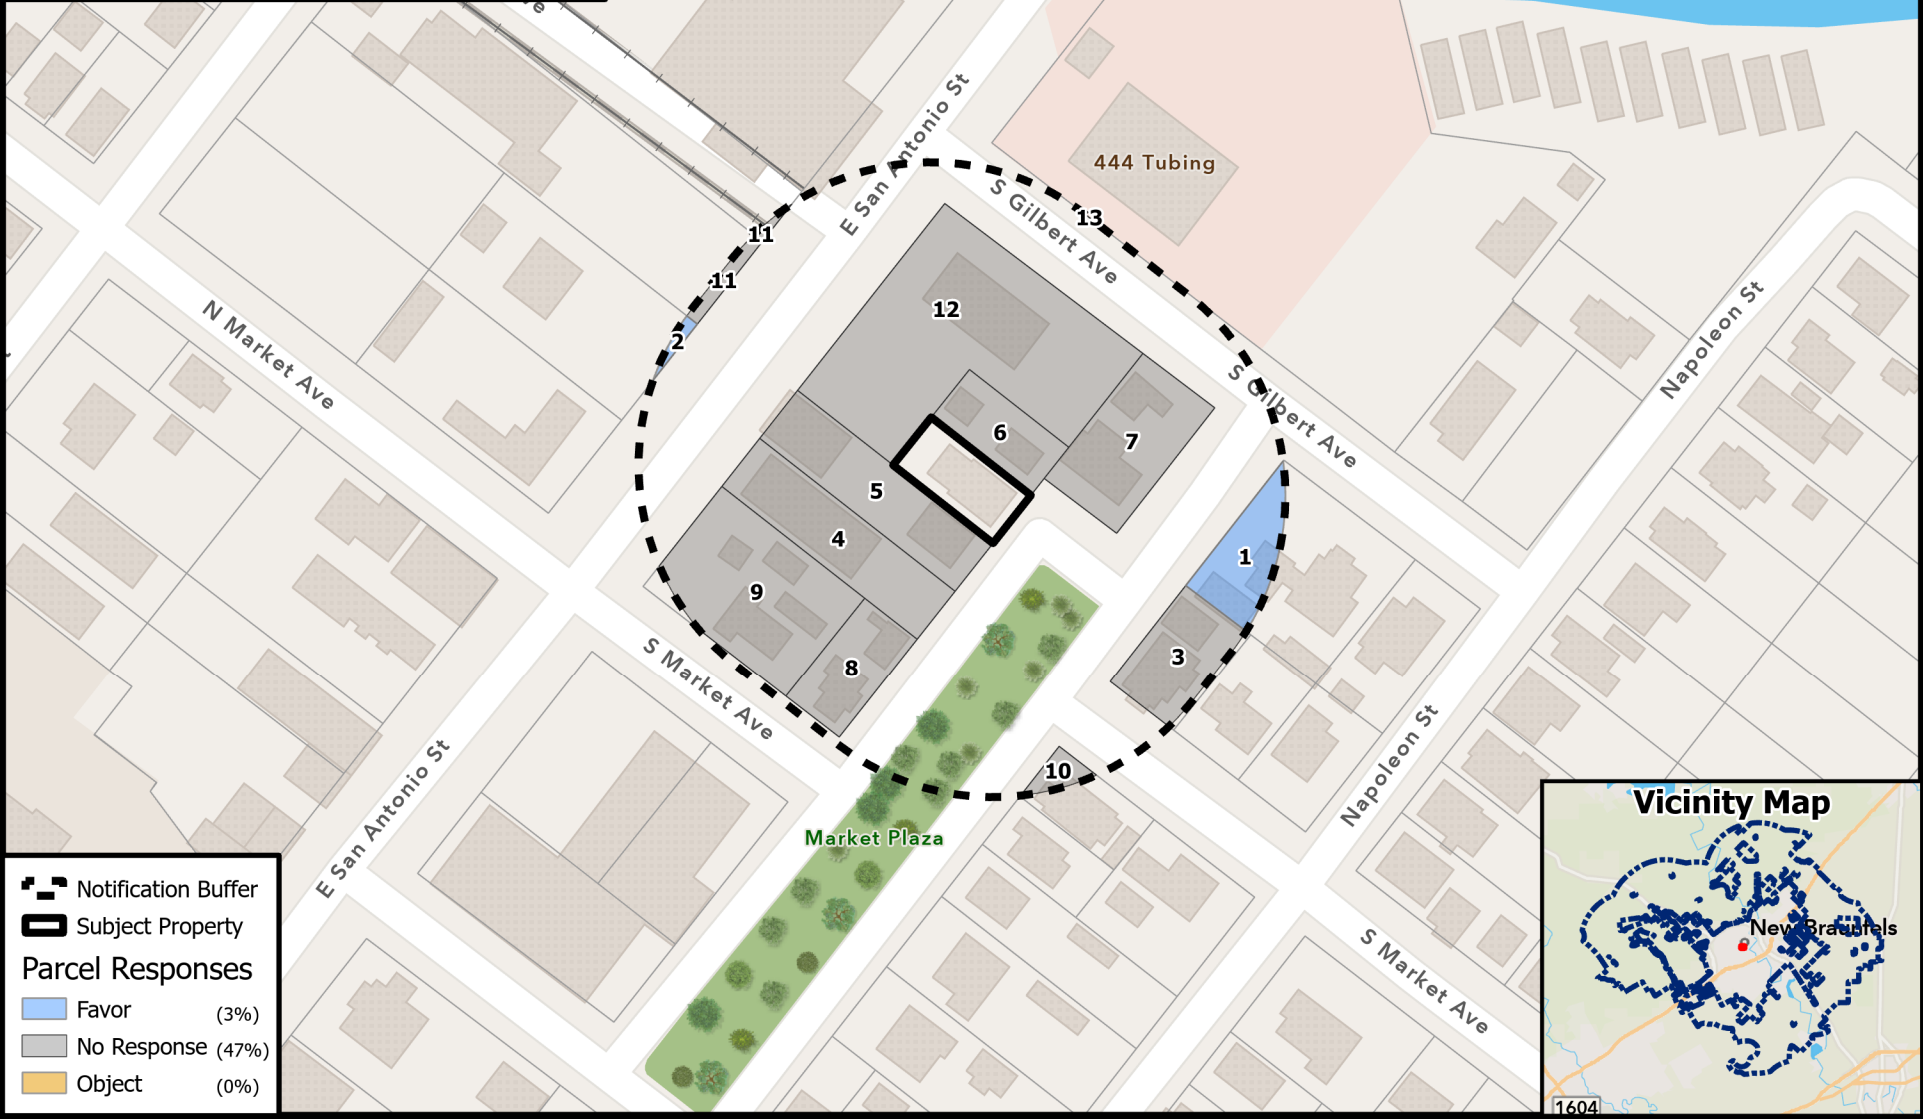 ve
E San Antonio St
444 Tubing
S Gilbert Ave
13
11
11
2
12
N Market Ave
Napoleon St
S Gilbert Ave
6
7
5
4
1
9
3
8
S Market Ave
10
Market Plaza
E San Antonio St
Napoleon St
S Market Ave
Notification Buffer
Subject Property
Parcel Responses
Favor (3%)
No Response (47%)
Object (0%)
Vicinity Map
New Braunfels
1604